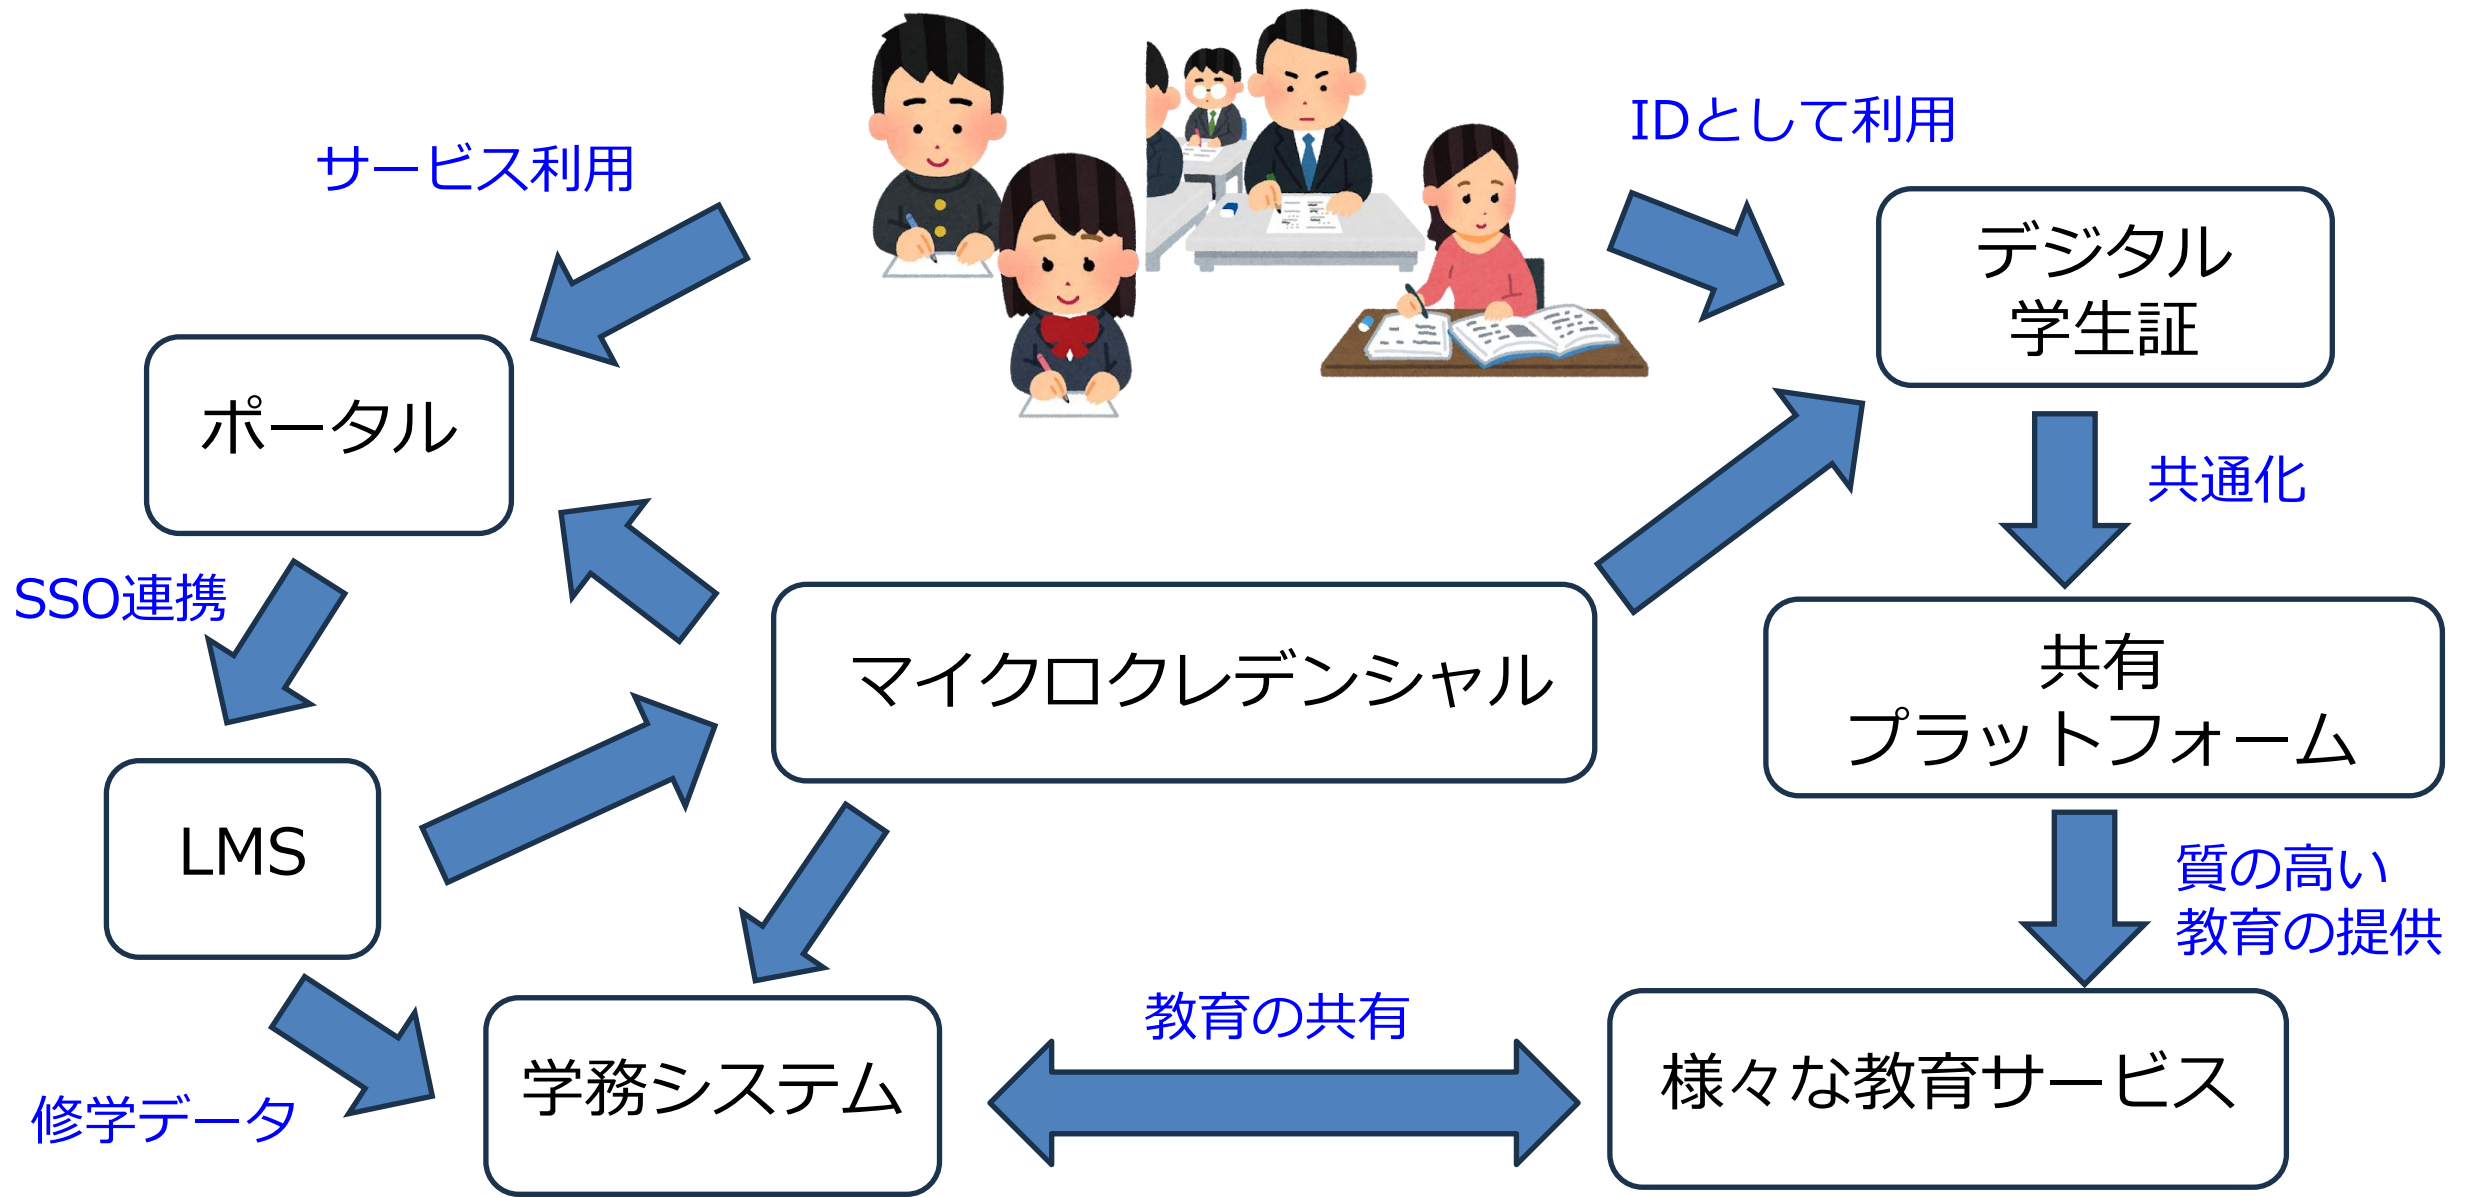 サービス利用
IDとして利用
デジタル
学生証
ポータル
共通化
SSO連携
マイクロクレデンシャル
共有
プラットフォーム
LMS
質の高い
教育の提供
教育の共有
学務システム
様々な教育サービス
修学データ